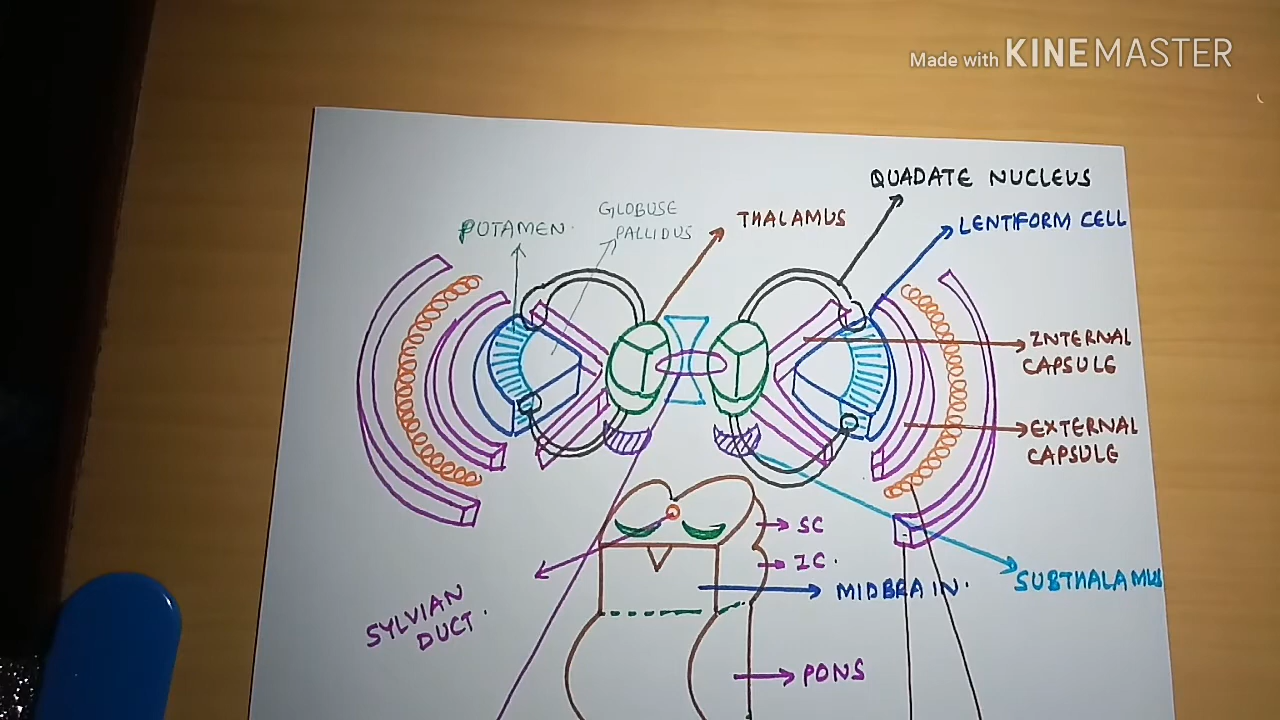 Made with KINEMASTER
QUADATE NUCLEUS
PUTAMEN
GLOBUSE
PALLIDUS
THALAMUS
LENTIFORM CELL
INTERNAL
CAPSULE
EXTERNAL
CAPSULE
SC
IC
MIDBRAIN
SUBTHALAMUS
SYLVIAN
DUCT
PONS